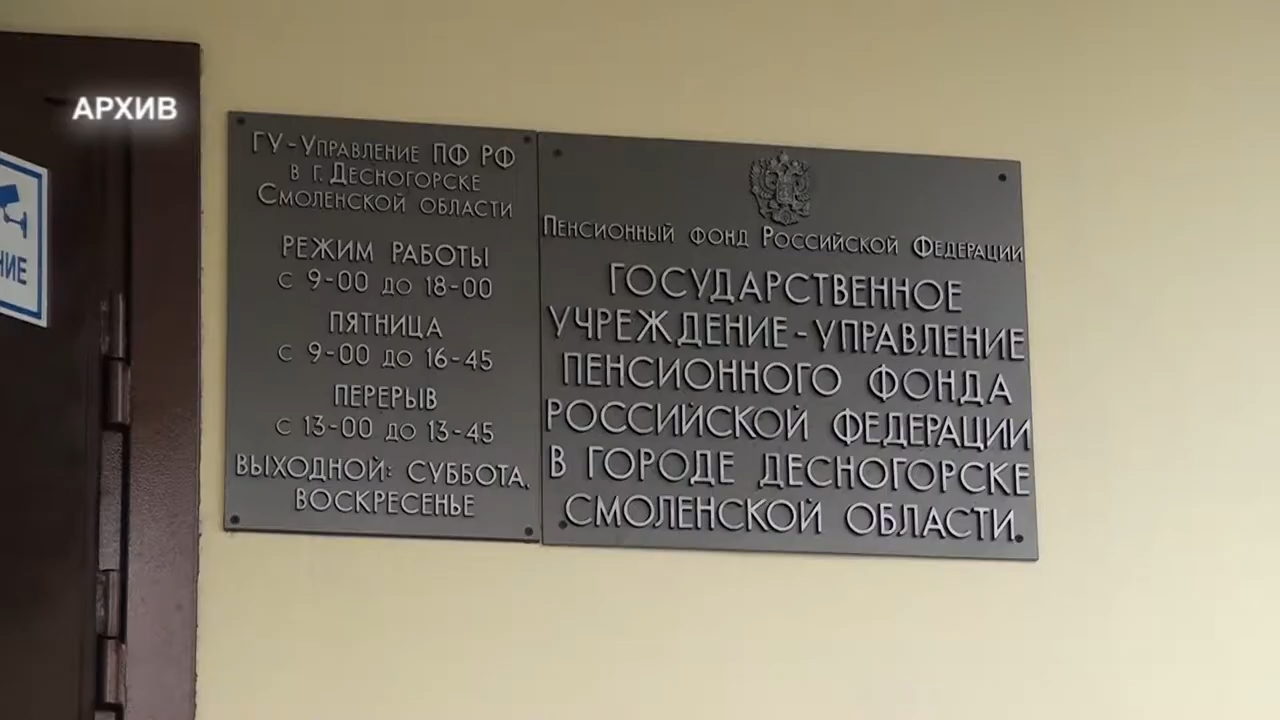 АРХИВ
НИЕ
ГУ-Управление ПФ РФ
в г. Десногорске
Смоленской области
РЕЖИМ РАБОТЫ
с 9-00 до 18-00
ПЯТНИЦА
с 9-00 до 16-45
ПЕРЕРЫВ
с 13-00 до 13-45
ВЫХОДНОЙ: СУББОТА,
ВОСКРЕСЕНЬЕ
Пенсионный фонд Российской Федерации
ГОСУДАРСТВЕННОЕ
УЧРЕЖДЕНИЕ-УПРАВЛЕНИЕ
ПЕНСИОННОГО ФОНДА
РОССИЙСКОЙ ФЕДЕРАЦИИ
В ГОРОДЕ ДЕСНОГОРСКЕ
СМОЛЕНСКОЙ ОБЛАСТИ